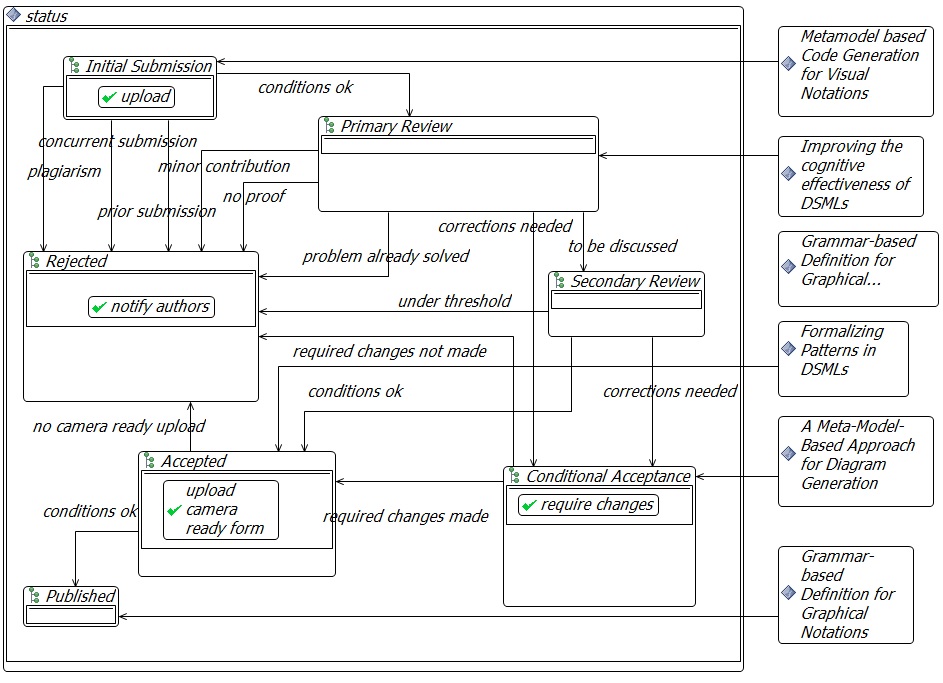 status
Initial Submission
upload
conditions ok
Primary Review
concurrent submission
plagiarism
prior submission
minor contribution
no proof
problem already solved
corrections needed
to be discussed
Rejected
notify authors
Secondary Review
under threshold
required changes not made
conditions ok
corrections needed
no camera ready upload
Accepted
upload
camera
ready form
Conditional Acceptance
require changes
required changes made
conditions ok
Published
Metamodel based
Code Generation
for Visual
Notations
Improving the
cognitive
effectiveness of
DSMLs
Grammar-based
Definition for
Graphical...
Formalizing
Patterns in
DSMLs
A Meta-Model-
Based Approach
for Diagram
Generation
Grammar-
based
Definition for
Graphical
Notations